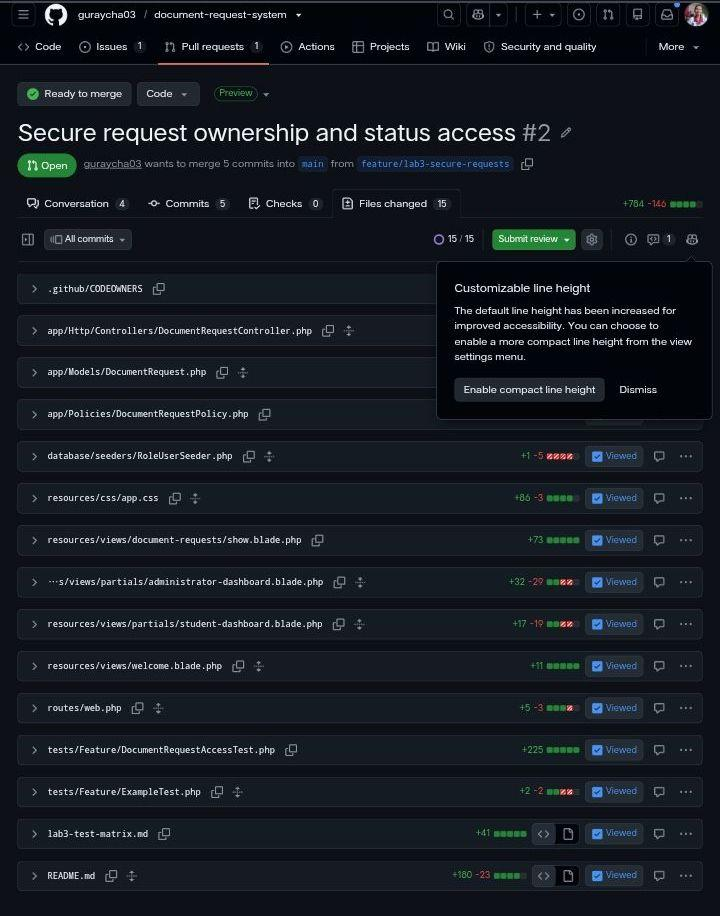 guraycha03 / document-request-system
Code Issues 1 Pull requests 1 Actions Projects Wiki Security and quality More
Ready to merge Code Preview
Secure request ownership and status access #2
Open guraycha03 wants to merge 5 commits into main from feature/lab3-secure-requests
Conversation 4 Commits 5 Checks 0 Files changed 15 +784 -146
All commits 15 / 15 Submit review 1
Customizable line height
The default line height has been increased for
improved accessibility. You can choose to
enable a more compact line height from the view
settings menu.
Enable compact line height Dismiss
.github/CODEOWNERS
app/Http/Controllers/DocumentRequestController.php
app/Models/DocumentRequest.php
app/Policies/DocumentRequestPolicy.php
database/seeders/RoleUserSeeder.php +1 -5 Viewed
resources/css/app.css +86 -3 Viewed
resources/views/document-requests/show.blade.php +73 Viewed
…s/views/partials/administrator-dashboard.blade.php +32 -29 Viewed
resources/views/partials/student-dashboard.blade.php +17 -19 Viewed
resources/views/welcome.blade.php +11 Viewed
routes/web.php +5 -3 Viewed
tests/Feature/DocumentRequestAccessTest.php +225 Viewed
tests/Feature/ExampleTest.php +2 -2 Viewed
lab3-test-matrix.md +41 Viewed
README.md +180 -23 Viewed